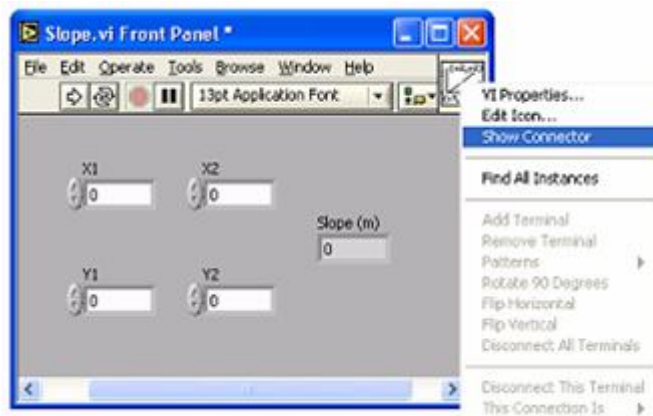 Slope.vi Front Panel *
File Edit Operate Tools Browse Window Help
13pt Application Font
VI Properties...
Edit Icon...
Show Connector
Find All Instances
Add Terminal
Remove Terminal
Patterns
Rotate 90 Degrees
Flip Horizontal
Flip Vertical
Disconnect All Terminals
Disconnect This Terminal
This Connection Is
X1
0
X2
0
Slope (m)
0
Y1
0
Y2
0